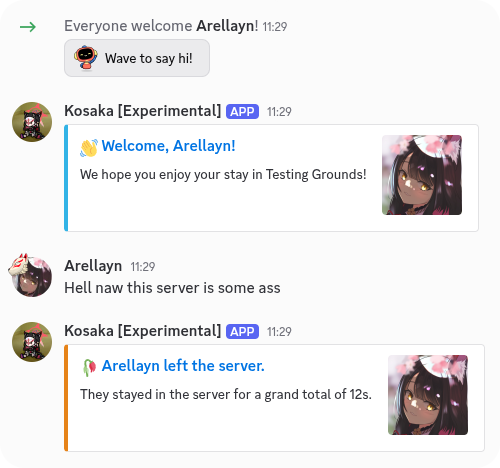 Everyone welcome Arellayn! 11:29
Wave to say hi!
Kosaka [Experimental] APP 11:29
👋 Welcome, Arellayn!
We hope you enjoy your stay in Testing Grounds!
Arellayn 11:29
Hell naw this server is some ass
Kosaka [Experimental] APP 11:29
🥀 Arellayn left the server.
They stayed in the server for a grand total of 12s.